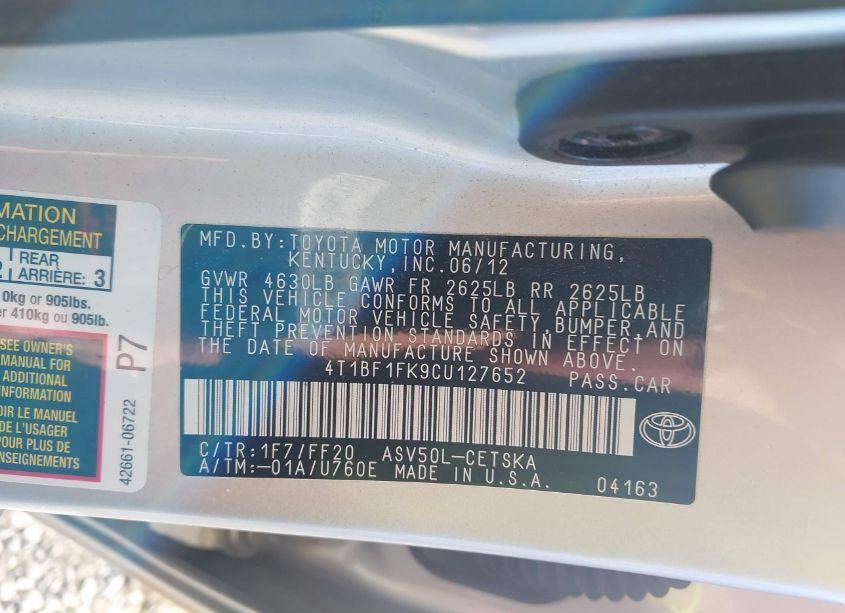 MATION
CHARGEMENT
2
REAR
ARRIÈRE: 3
0kg or 905lbs.
er 410kg ou 905lb.
SEE OWNER'S
MANUAL FOR
ADDITIONAL
INFORMATION
OIR LE MANUEL
DE L'USAGER
POUR PLUS DE
RENSEIGNEMENTS
P7
42661-06722
MFD.BY:TOYOTA MOTOR MANUFACTURING,
KENTUCKY,INC.06/12
GVWR 4630LB GAWR FR 2625LB RR 2625LB
THIS VEHICLE CONFORMS TO ALL APPLICABLE
FEDERAL MOTOR VEHICLE SAFETY,BUMPER,AND
THEFT PREVENTION STANDARDS IN EFFECT ON
THE DATE OF MANUFACTURE SHOWN ABOVE.
4T1BF1FK9CU127652 PASS.CAR
C/TR:1F7/FF20 ASV50L-CETSKA
A/TM:-01A/U760E MADE IN U.S.A. 04163